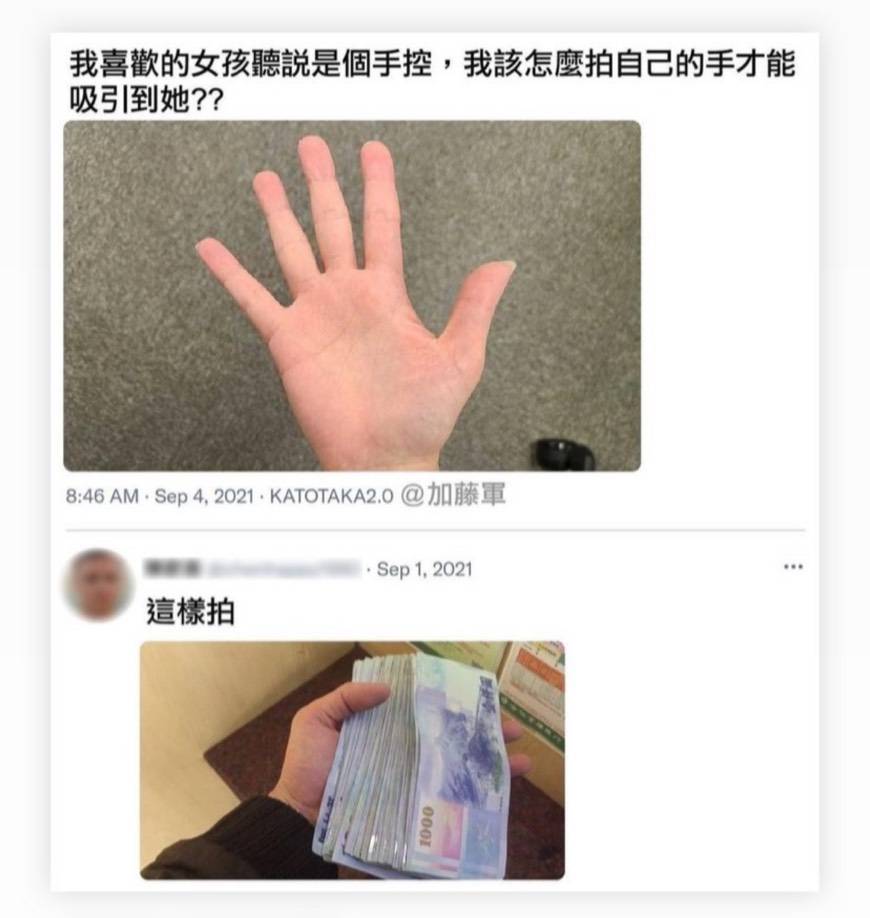 我喜歡的女孩聽説是個手控，我該怎麼拍自己的手才能
吸引到她??
8:46 AM · Sep 4, 2021 · KATOTAKA2.0 @加藤軍
· Sep 1, 2021
這樣拍
1000